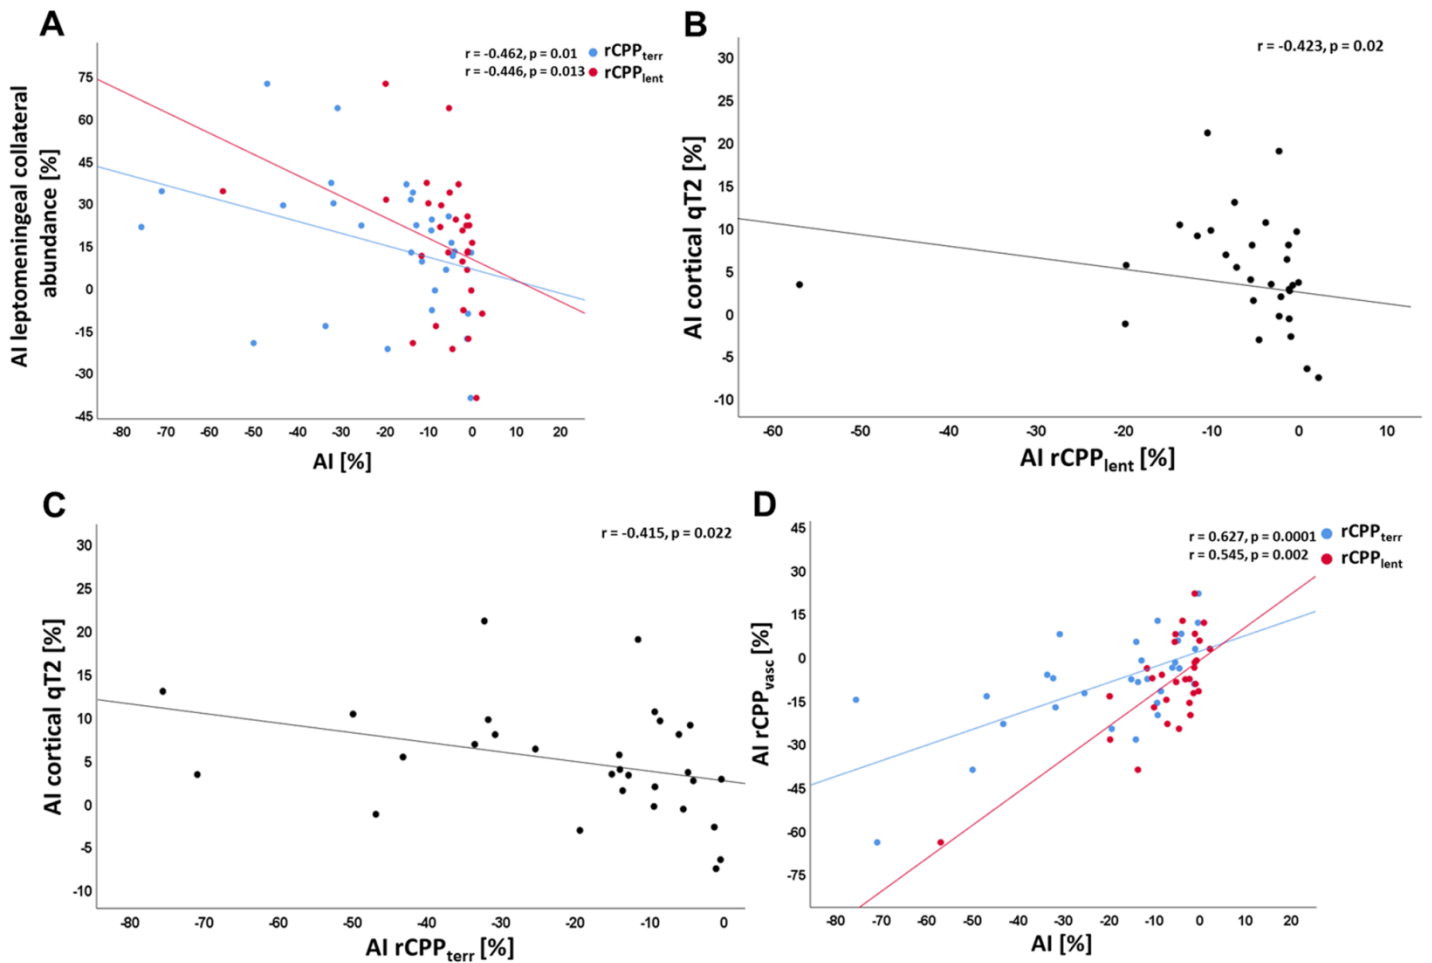 A
r = -0.462, p = 0.01 rCPPterr
r = -0.446, p = 0.013 rCPPlent
AI leptomeningeal collateral
abundance [%]
75
60
45
30
15
0
-15
-30
-45
-80 -70 -60 -50 -40 -30 -20 -10 0 10 20
AI [%]
B
r = -0.423, p = 0.02
AI cortical qT2 [%]
30
25
20
15
10
5
0
-5
-10
-60 -50 -40 -30 -20 -10 0 10
AI rCPPlent [%]
C
r = -0.415, p = 0.022
AI cortical qT2 [%]
30
25
20
15
10
5
0
-5
-10
-80 -70 -60 -50 -40 -30 -20 -10 0
AI rCPPterr [%]
D
r = 0.627, p = 0.0001 rCPPterr
r = 0.545, p = 0.002 rCPPlent
AI rCPPvasc [%]
45
30
15
0
-15
-30
-45
-60
-75
-80 -70 -60 -50 -40 -30 -20 -10 0 10 20
AI [%]